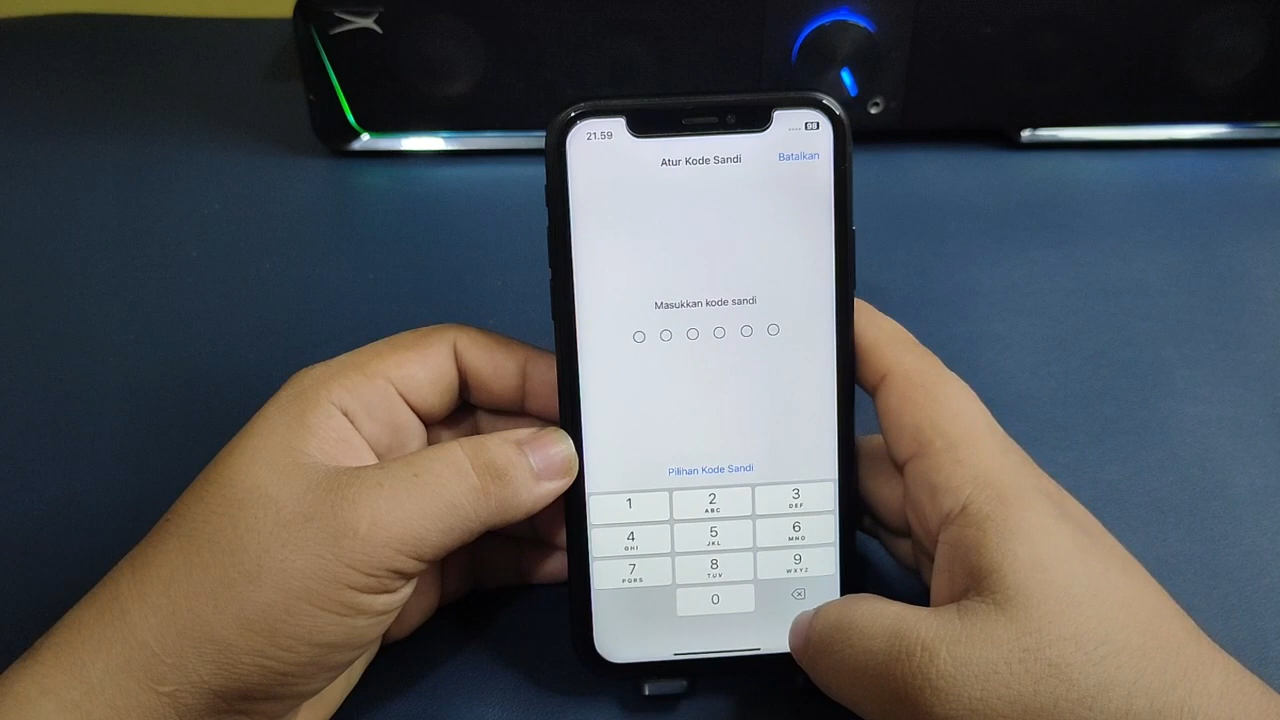 21.59
98
Atur Kode Sandi
Batalkan
Masukkan kode sandi
Pilihan Kode Sandi
1
2
ABC
3
DEF
4
GHI
5
JKL
6
MNO
7
PQRS
8
TUV
9
WXYZ
0